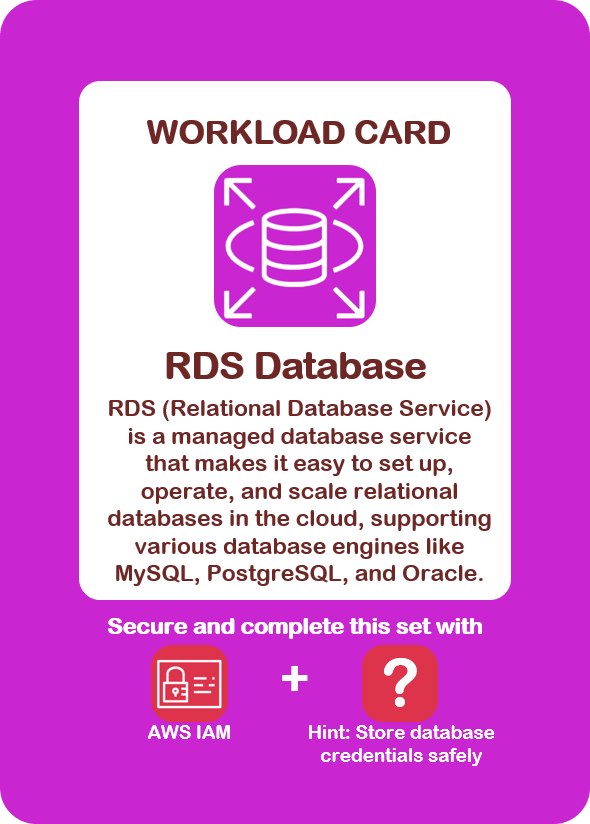 WORKLOAD CARD
RDS Database
RDS (Relational Database Service)
is a managed database service
that makes it easy to set up,
operate, and scale relational
databases in the cloud, supporting
various database engines like
MySQL, PostgreSQL, and Oracle.
Secure and complete this set with
+
?
AWS IAM
Hint: Store database
credentials safely